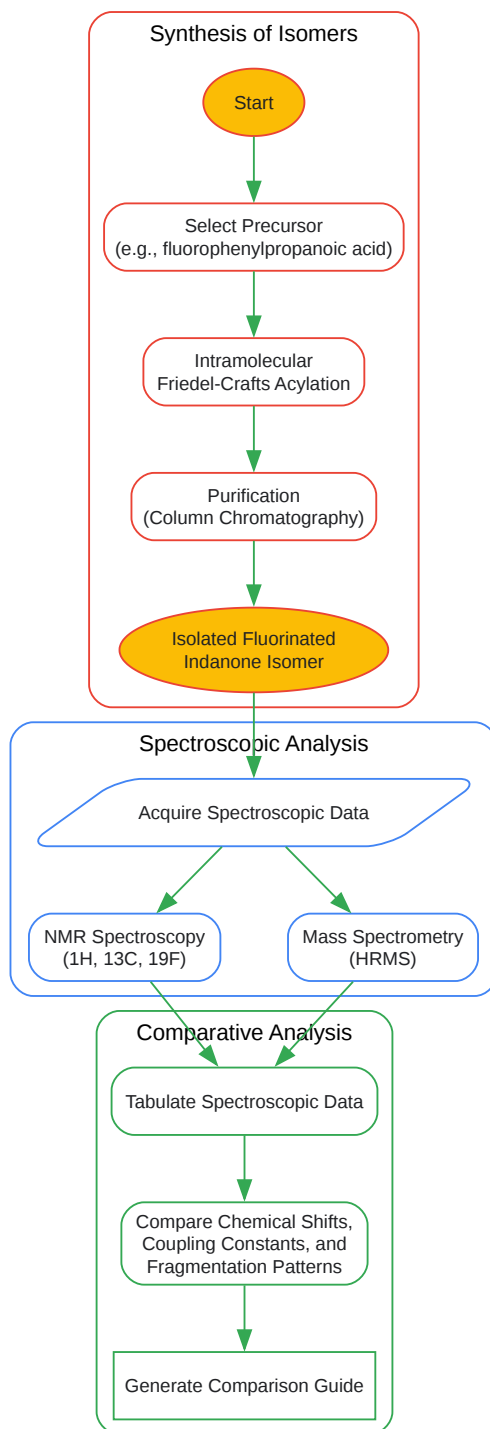 Synthesis of Isomers
Start
Select Precursor
(e.g., fluorophenylpropanoic acid)
Intramolecular
Friedel-Crafts Acylation
Purification
(Column Chromatography)
Isolated Fluorinated
Indanone Isomer
Spectroscopic Analysis
Acquire Spectroscopic Data
NMR Spectroscopy
(1H, 13C, 19F)
Mass Spectrometry
(HRMS)
Comparative Analysis
Tabulate Spectroscopic Data
Compare Chemical Shifts,
Coupling Constants, and
Fragmentation Patterns
Generate Comparison Guide